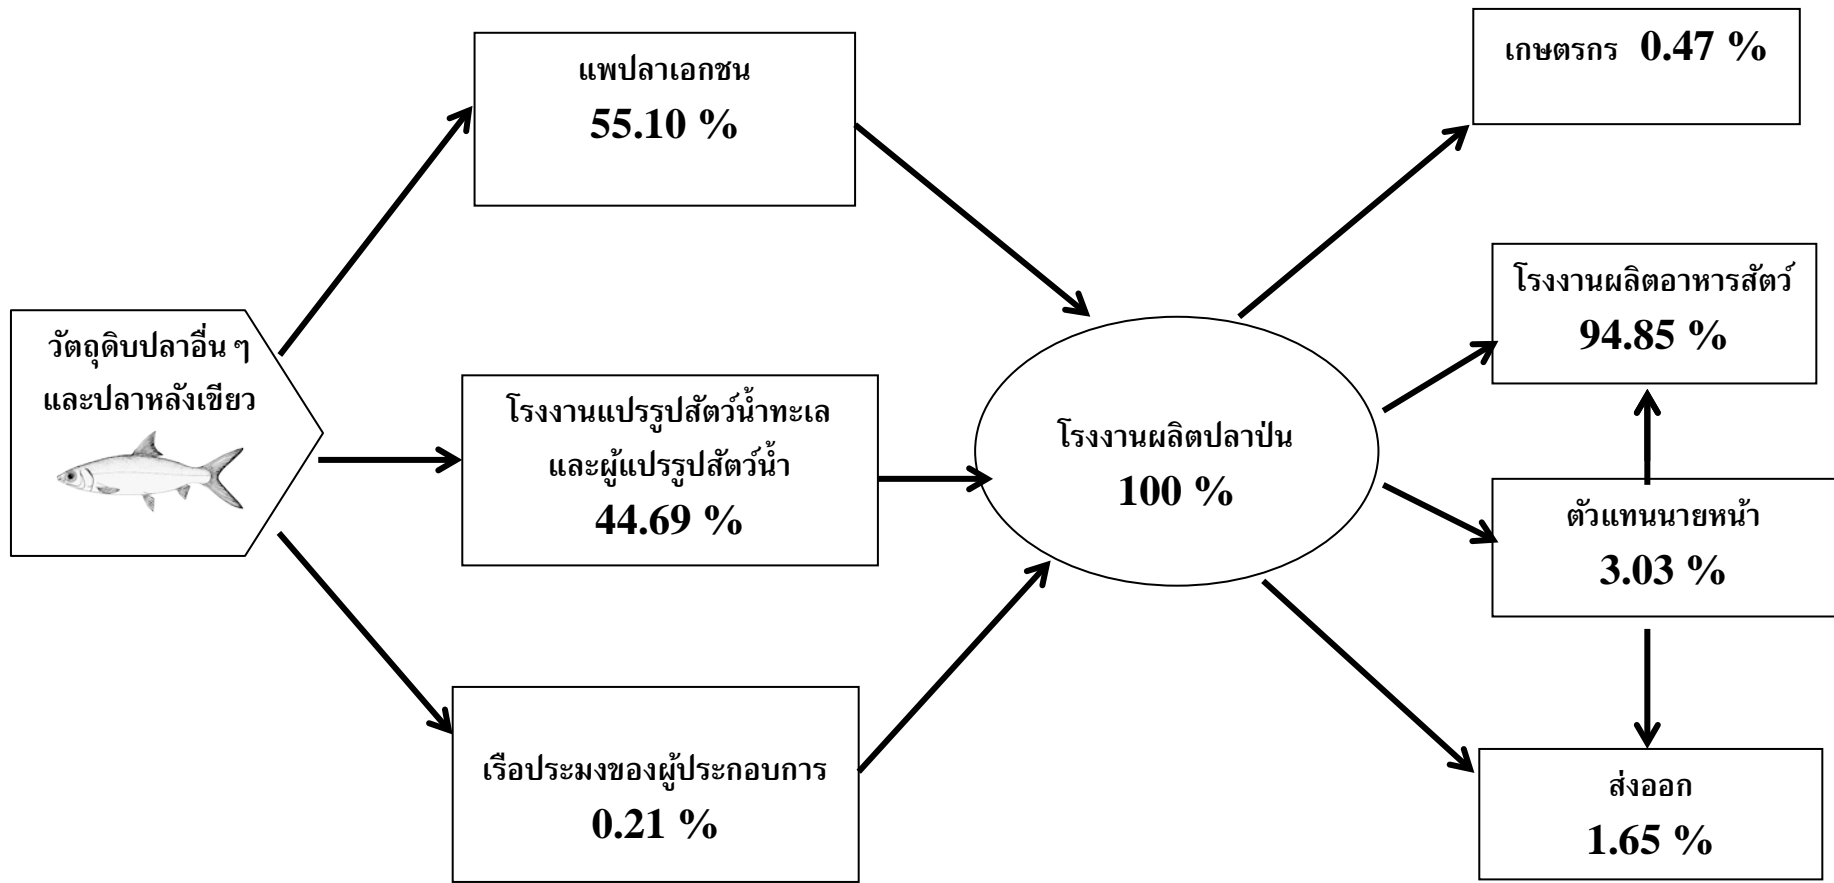 วัตถุดิบปลาอื่น ๆ
และปลาหลังเขียว
แพปลาเอกชน
55.10 %
โรงงานแปรรูปสัตว์น้ำทะเล
และผู้แปรรูปสัตว์น้ำ
44.69 %
เรือประมงของผู้ประกอบการ
0.21 %
โรงงานผลิตปลาป่น
100 %
เกษตรกร 0.47 %
โรงงานผลิตอาหารสัตว์
94.85 %
ตัวแทนนายหน้า
3.03 %
ส่งออก
1.65 %